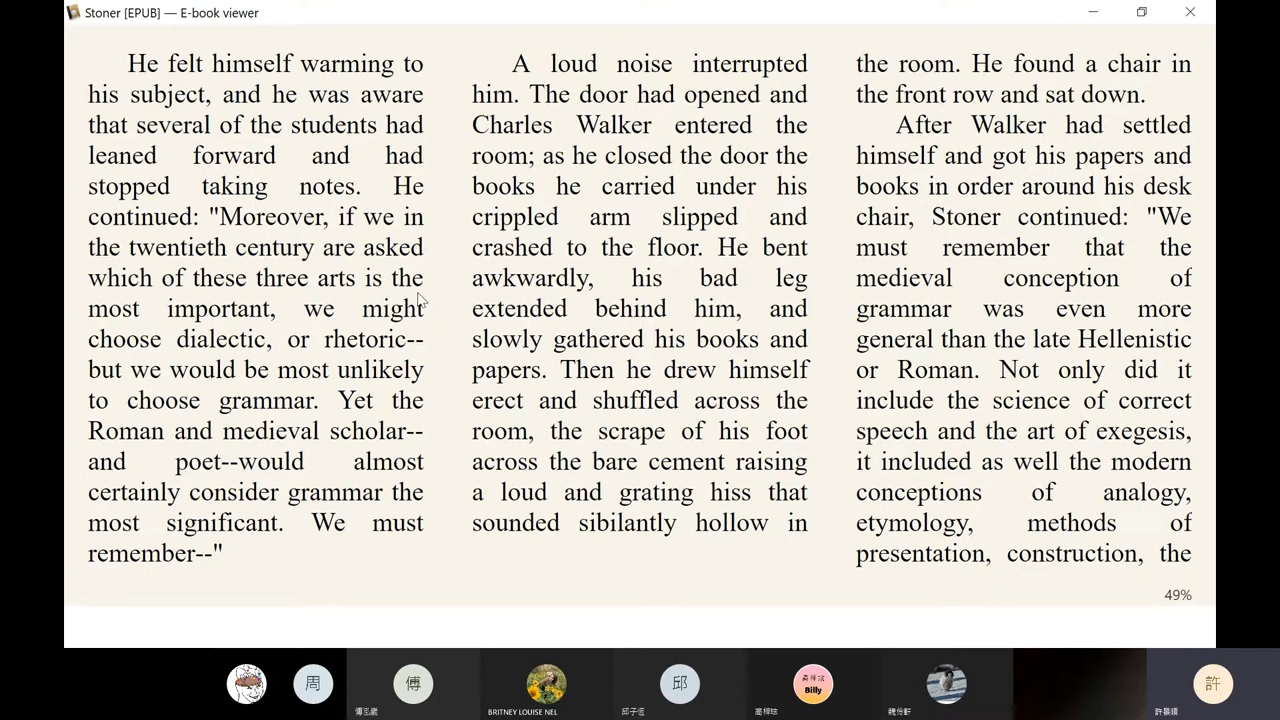 Stoner [EPUB] — E-book viewer
He felt himself warming to
his subject, and he was aware
that several of the students had
leaned forward and had
stopped taking notes. He
continued: "Moreover, if we in
the twentieth century are asked
which of these three arts is the
most important, we might
choose dialectic, or rhetoric--
but we would be most unlikely
to choose grammar. Yet the
Roman and medieval scholar--
and poet--would almost
certainly consider grammar the
most significant. We must
remember--"
A loud noise interrupted
him. The door had opened and
Charles Walker entered the
room; as he closed the door the
books he carried under his
crippled arm slipped and
crashed to the floor. He bent
awkwardly, his bad leg
extended behind him, and
slowly gathered his books and
papers. Then he drew himself
erect and shuffled across the
room, the scrape of his foot
across the bare cement raising
a loud and grating hiss that
sounded sibilantly hollow in
the room. He found a chair in
the front row and sat down.
After Walker had settled
himself and got his papers and
books in order around his desk
chair, Stoner continued: "We
must remember that the
medieval conception of
grammar was even more
general than the late Hellenistic
or Roman. Not only did it
include the science of correct
speech and the art of exegesis,
it included as well the modern
conceptions of analogy,
etymology, methods of
presentation, construction, the
49%
周
傅
邱
Billy
許
BRITNEY LOUISE NEL